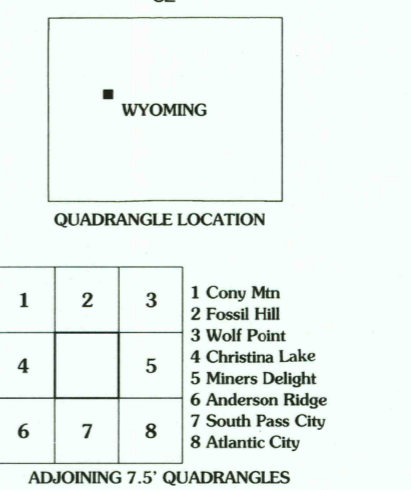 WYOMING
QUADRANGLE LOCATION
1 2 3
4 5
6 7 8
1 Cony Mtn
2 Fossil Hill
3 Wolf Point
4 Christina Lake
5 Miners Delight
6 Anderson Ridge
7 South Pass City
8 Atlantic City
ADJOINING 7.5' QUADRANGLES